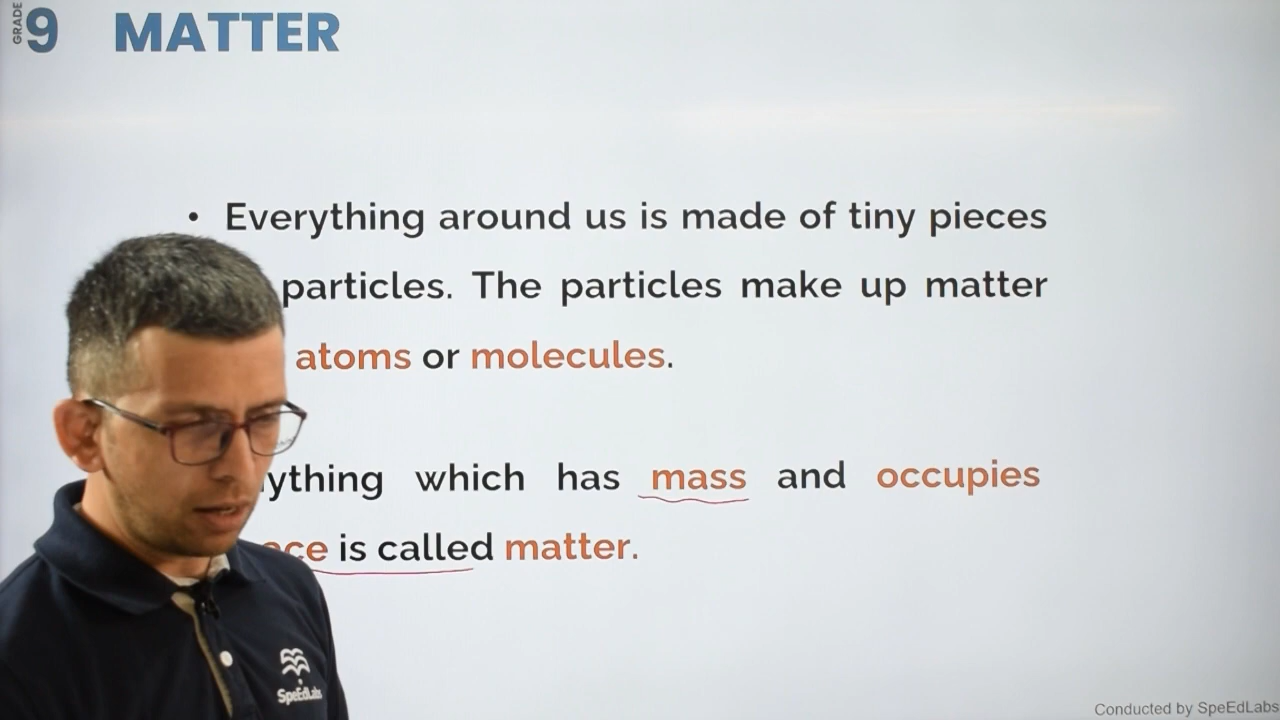 GRADE
9 MATTER
• Everything around us is made of tiny pieces
particles. The particles make up matter
atoms or molecules.
ything which has mass and occupies
ace is called matter.
SpeEdLabs
Conducted by SpeEdLabs